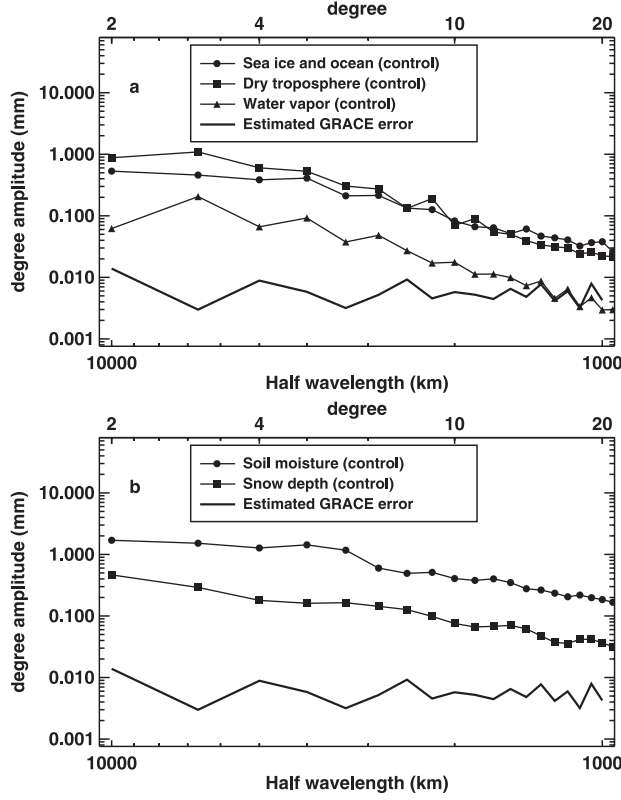 degree
2 4 10 20
a
Sea ice and ocean (control)
Dry troposphere (control)
Water vapor (control)
Estimated GRACE error
degree amplitude (mm)
10.000
1.000
0.100
0.010
0.001
10000 1000
Half wavelength (km)
degree
2 4 10 20
b
Soil moisture (control)
Snow depth (control)
Estimated GRACE error
degree amplitude (mm)
10.000
1.000
0.100
0.010
0.001
10000 1000
Half wavelength (km)